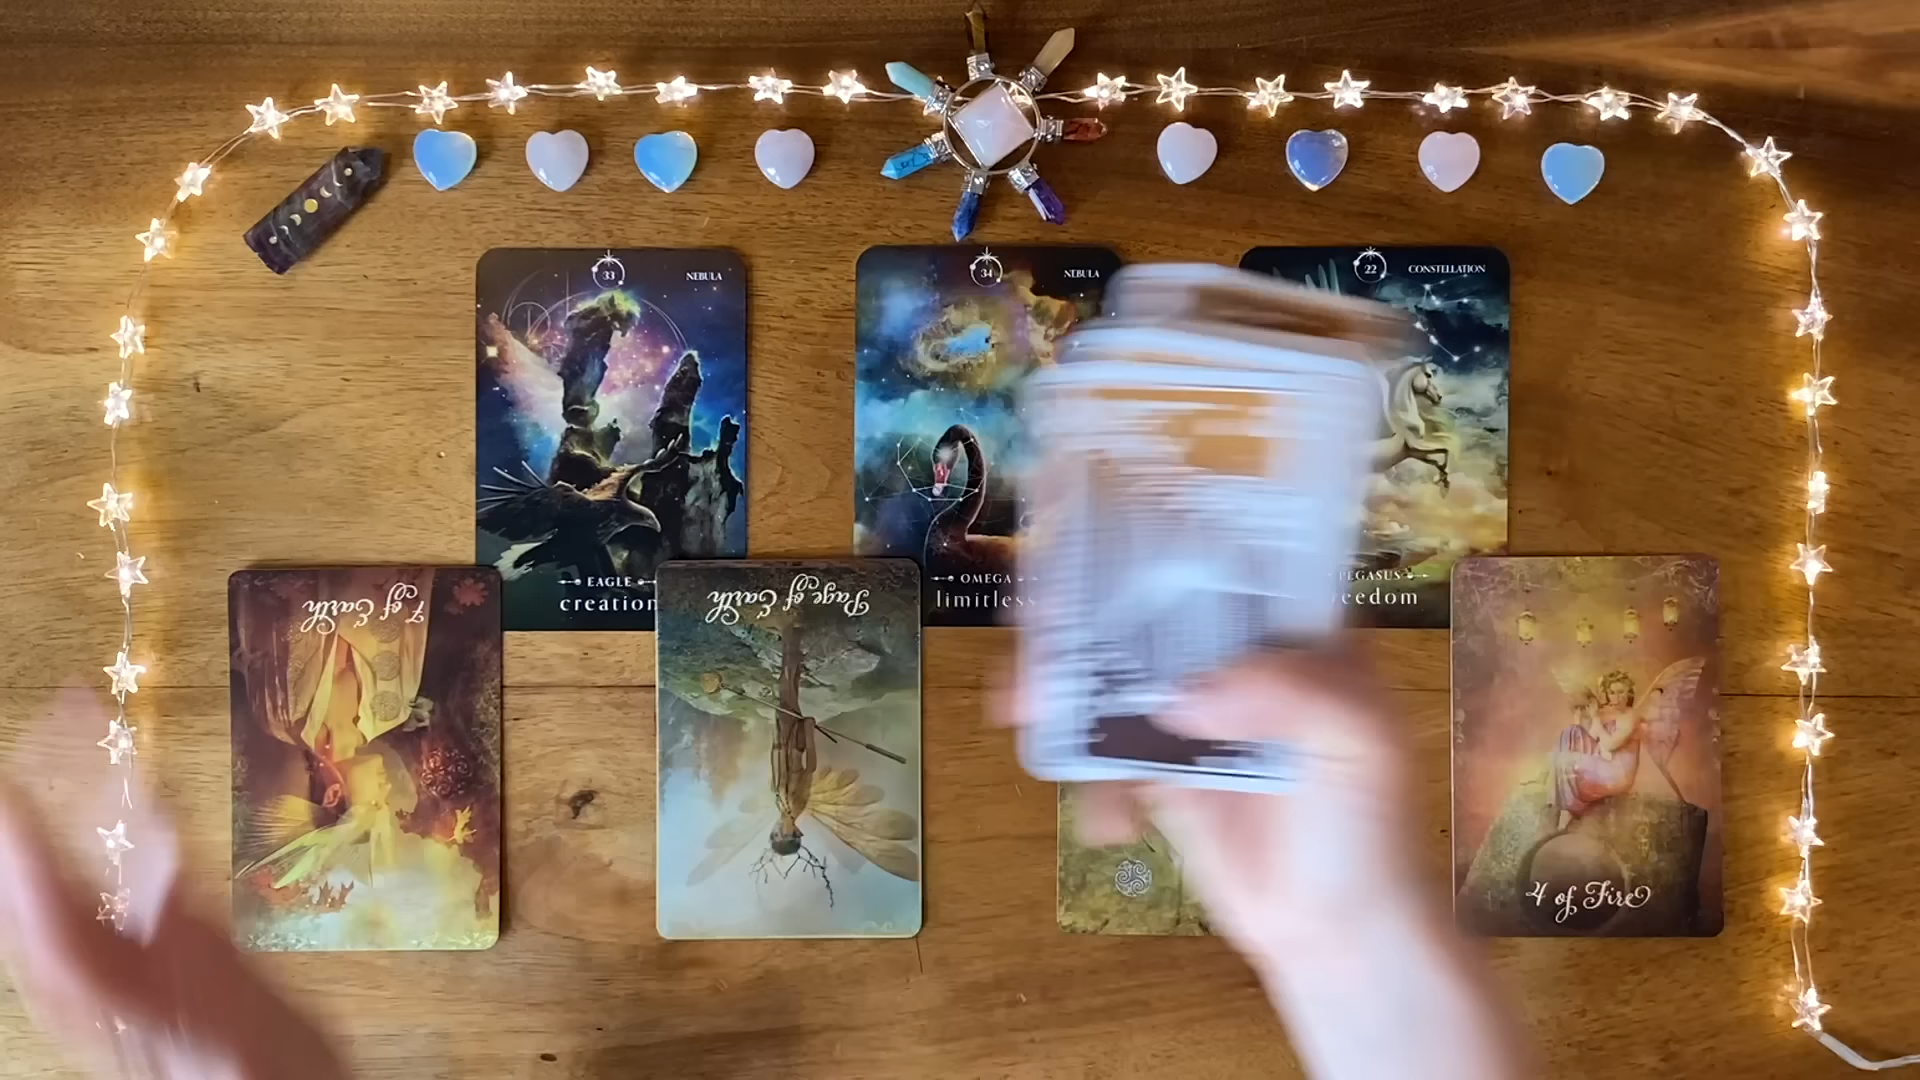 33
NEBULA
EAGLE
creation
34
NEBULA
OMEGA
limitless
22
CONSTELLATION
PEGASUS
eedom
7 of Earth
Page of Earth
4 of Fire